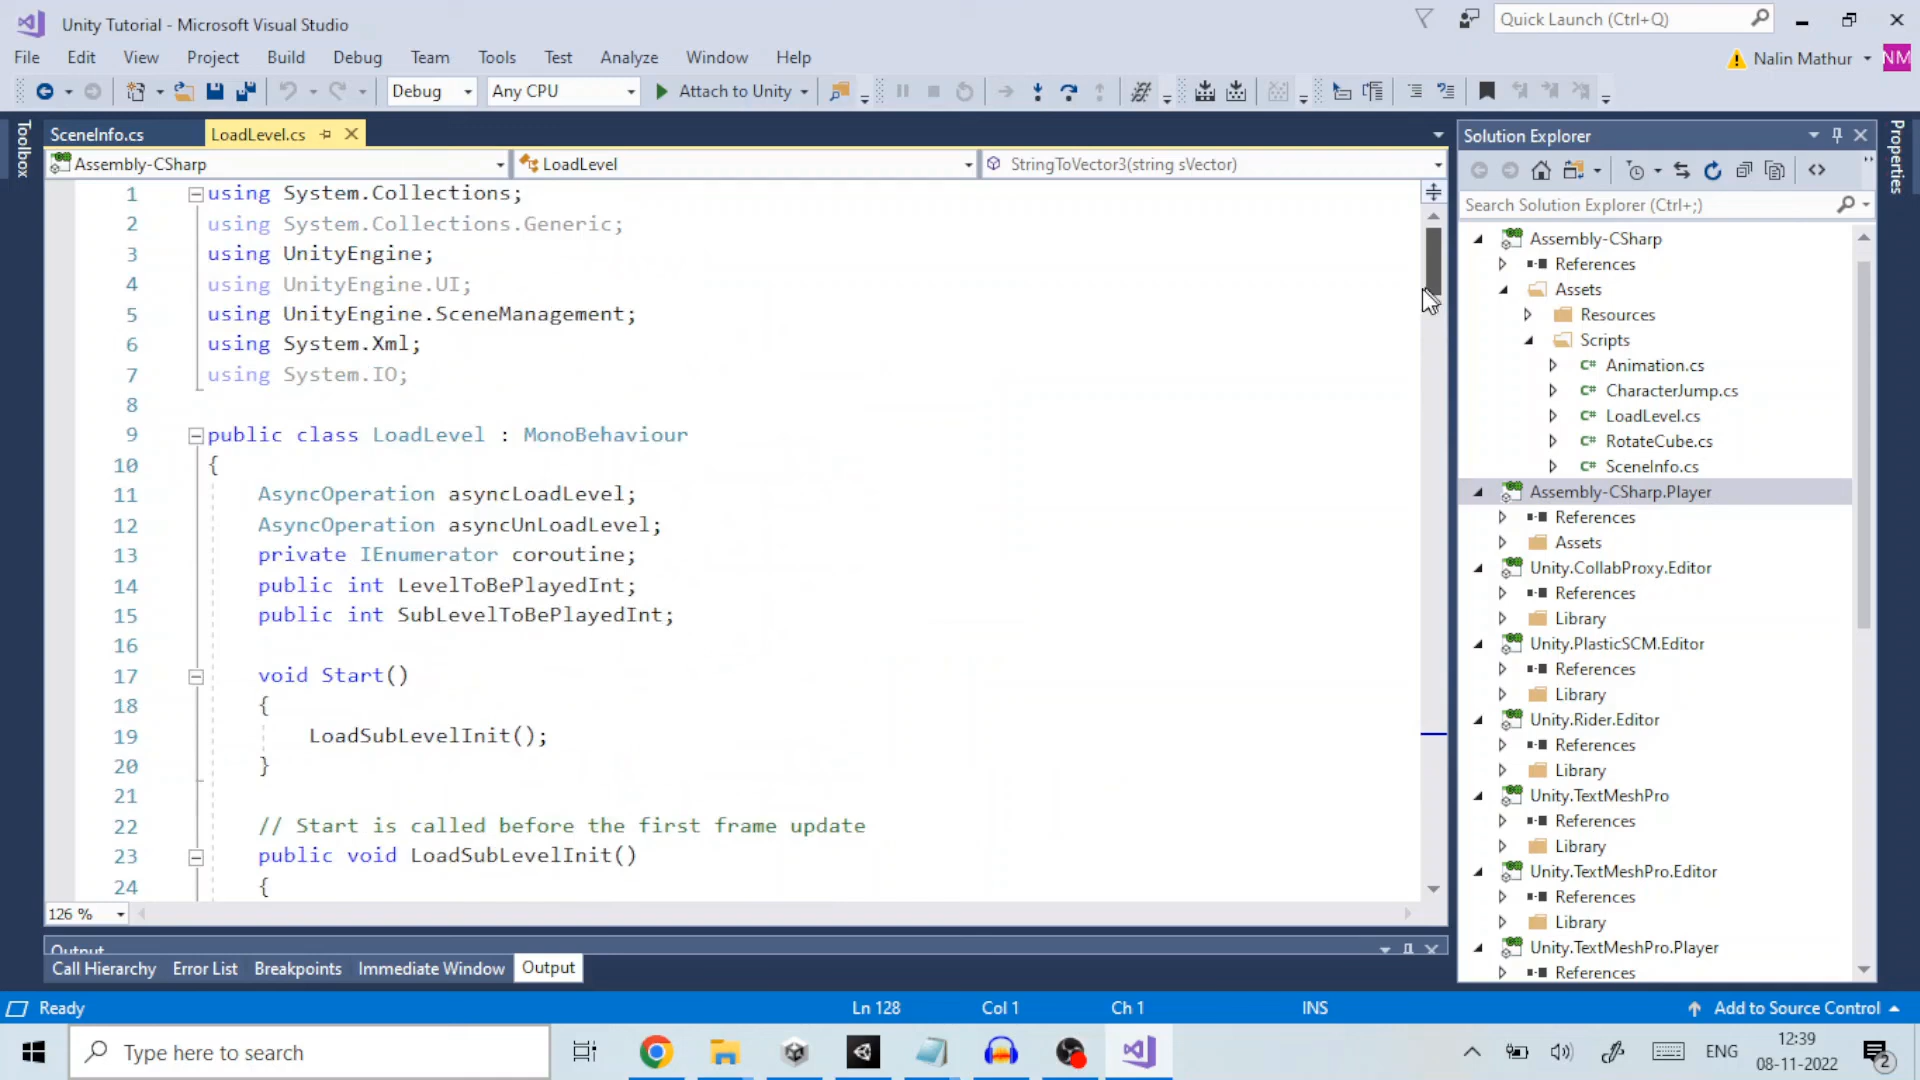 Unity Tutorial - Microsoft Visual Studio
Quick Launch (Ctrl+Q)
File Edit View Project Build Debug Team Tools Test Analyze Window Help
Nalin Mathur
NM
Debug
Any CPU
Attach to Unity
Toolbox
SceneInfo.cs
LoadLevel.cs
Assembly-CSharp
LoadLevel
StringToVector3(string sVector)
1 using System.Collections;
2 using System.Collections.Generic;
3 using UnityEngine;
4 using UnityEngine.UI;
5 using UnityEngine.SceneManagement;
6 using System.Xml;
7 using System.IO;
8
9 public class LoadLevel : MonoBehaviour
10 {
11 AsyncOperation asyncLoadLevel;
12 AsyncOperation asyncUnLoadLevel;
13 private IEnumerator coroutine;
14 public int LevelToBePlayedInt;
15 public int SubLevelToBePlayedInt;
16
17 void Start()
18 {
19 LoadSubLevelInit();
20 }
21
22 // Start is called before the first frame update
23 public void LoadSubLevelInit()
24 {
126 %
Output
Call Hierarchy Error List Breakpoints Immediate Window Output
Solution Explorer
Search Solution Explorer (Ctrl+;)
Assembly-CSharp
References
Assets
Resources
Scripts
C# Animation.cs
C# CharacterJump.cs
C# LoadLevel.cs
C# RotateCube.cs
C# SceneInfo.cs
Assembly-CSharp.Player
References
Assets
Unity.CollabProxy.Editor
References
Library
Unity.PlasticSCM.Editor
References
Library
Unity.Rider.Editor
References
Library
Unity.TextMeshPro
References
Library
Unity.TextMeshPro.Editor
References
Library
Unity.TextMeshPro.Player
References
Properties
Ready
Ln 128
Col 1
Ch 1
INS
Add to Source Control
Type here to search
ENG
12:39
08-11-2022
2